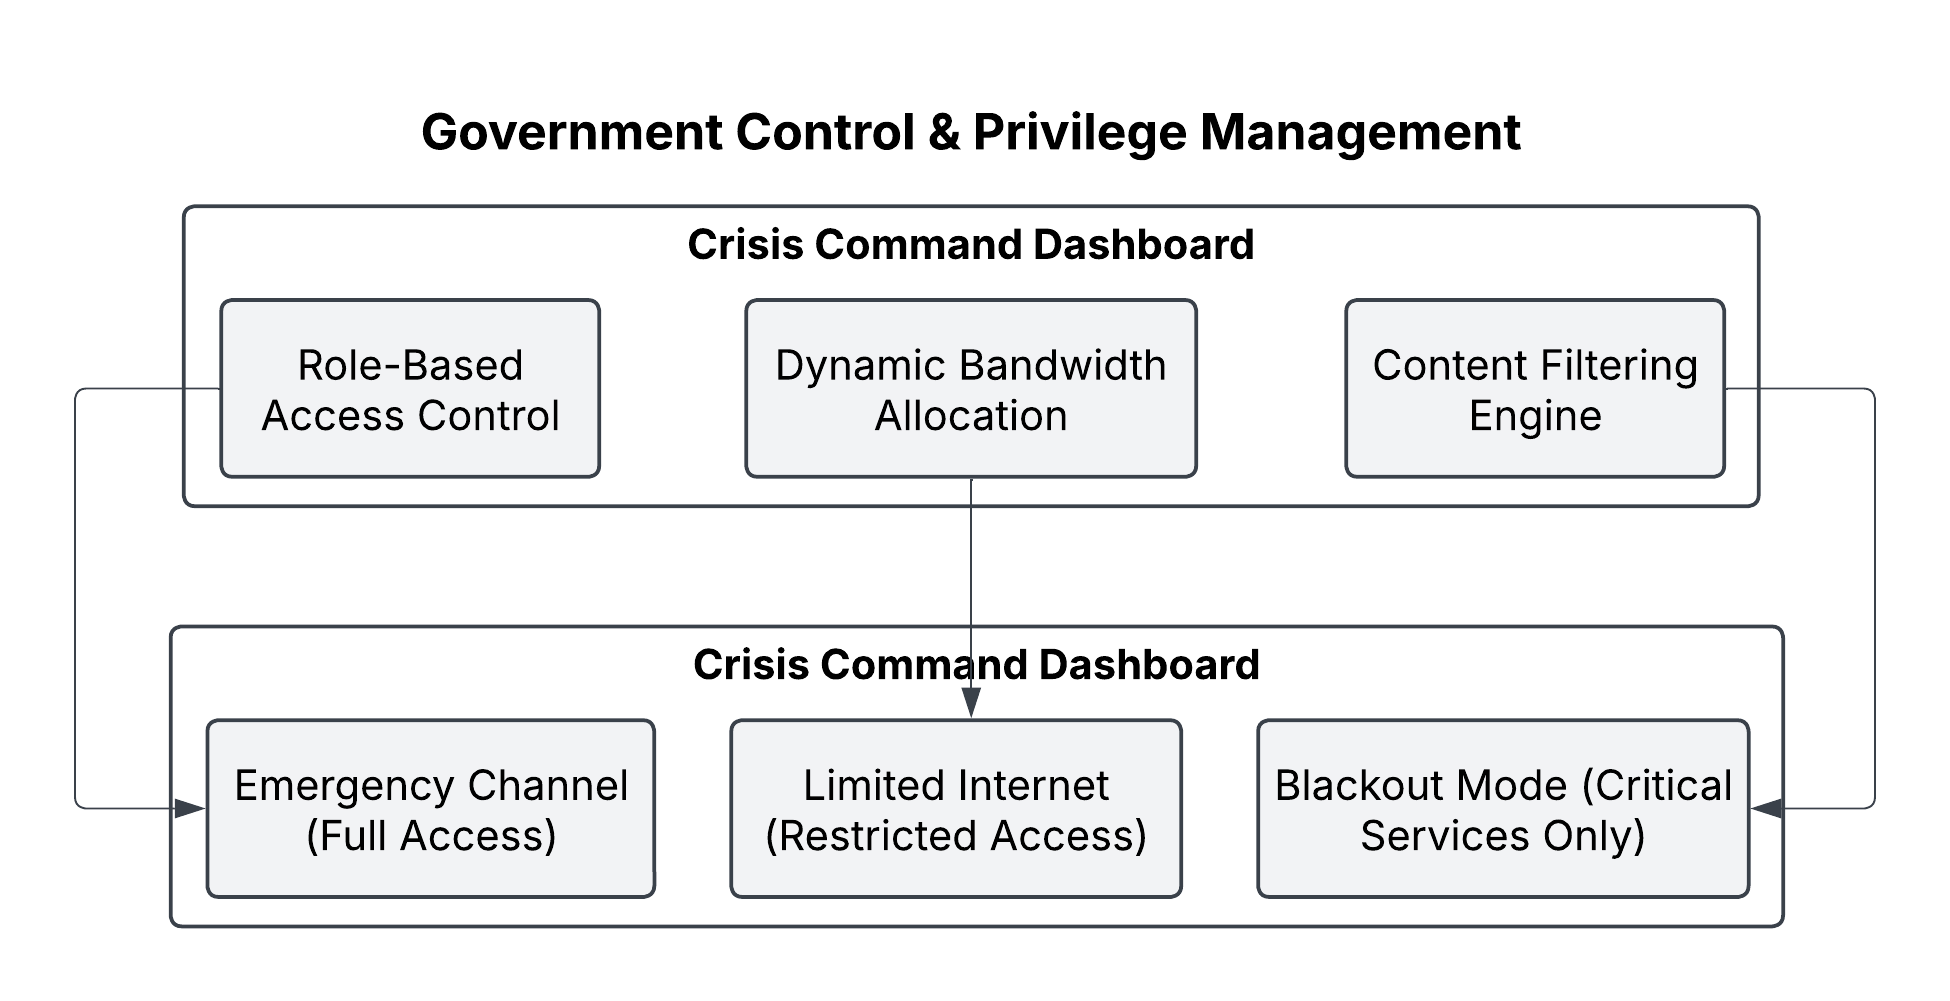 Government Control & Privilege Management
Crisis Command Dashboard
Role-Based
Access Control
Dynamic Bandwidth
Allocation
Content Filtering
Engine
Crisis Command Dashboard
Emergency Channel
(Full Access)
Limited Internet
(Restricted Access)
Blackout Mode (Critical
Services Only)